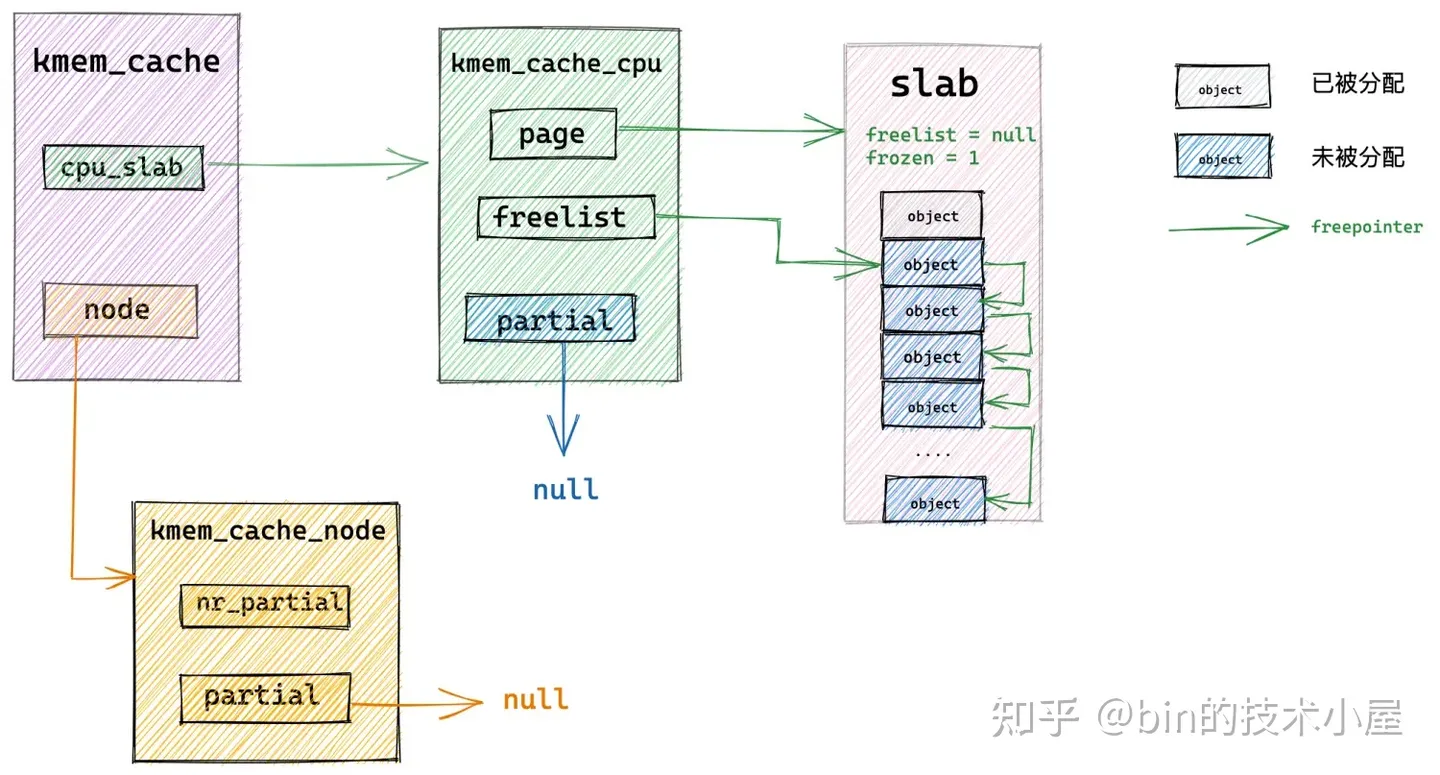 kmem_cache
cpu_slab
node
kmem_cache_cpu
page
freelist
partial
null
slab
freelist = null
frozen = 1
object
object
object
object
object
....
object
object
已被分配
object
未被分配
freepointer
kmem_cache_node
nr_partial
partial
null
知乎 @bin的技术小屋